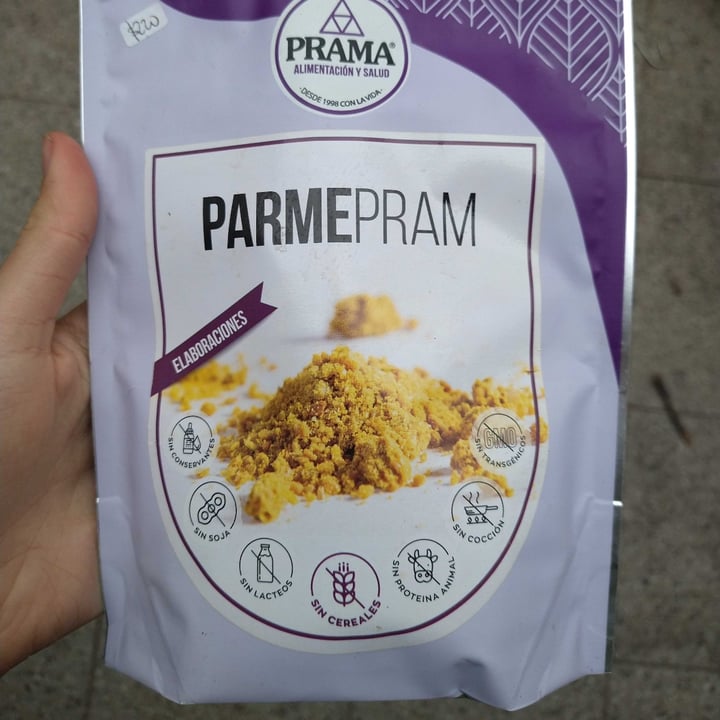 $220
PRAMA®
ALIMENTACIÓN Y SALUD
·DESDE 1998 CON LA VIDA·
PARMEPRAM
ELABORACIONES
SIN CONSERVANTES
GMO
SIN TRANSGÉNICOS
SIN SOJA
SIN COCCIÓN
SIN LACTEOS
SIN PROTEINA ANIMAL
SIN CEREALES